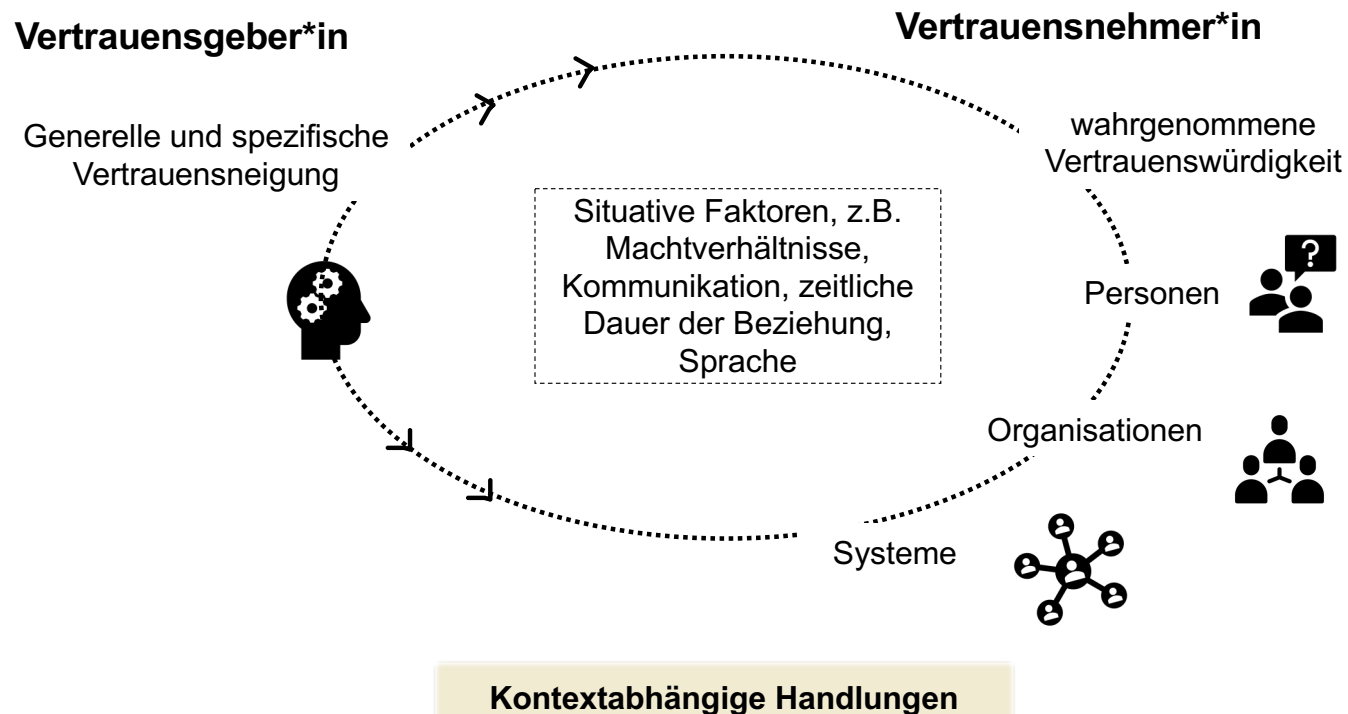 Vertrauensgeber*in
Vertrauensnehmer*in
Generelle und spezifische
Vertrauensneigung
wahrgenommene
Vertrauenswürdigkeit
Situative Faktoren, z.B.
Machtverhältnisse,
Kommunikation, zeitliche
Dauer der Beziehung,
Sprache
?
Personen
Organisationen
Systeme
Kontextabhängige Handlungen